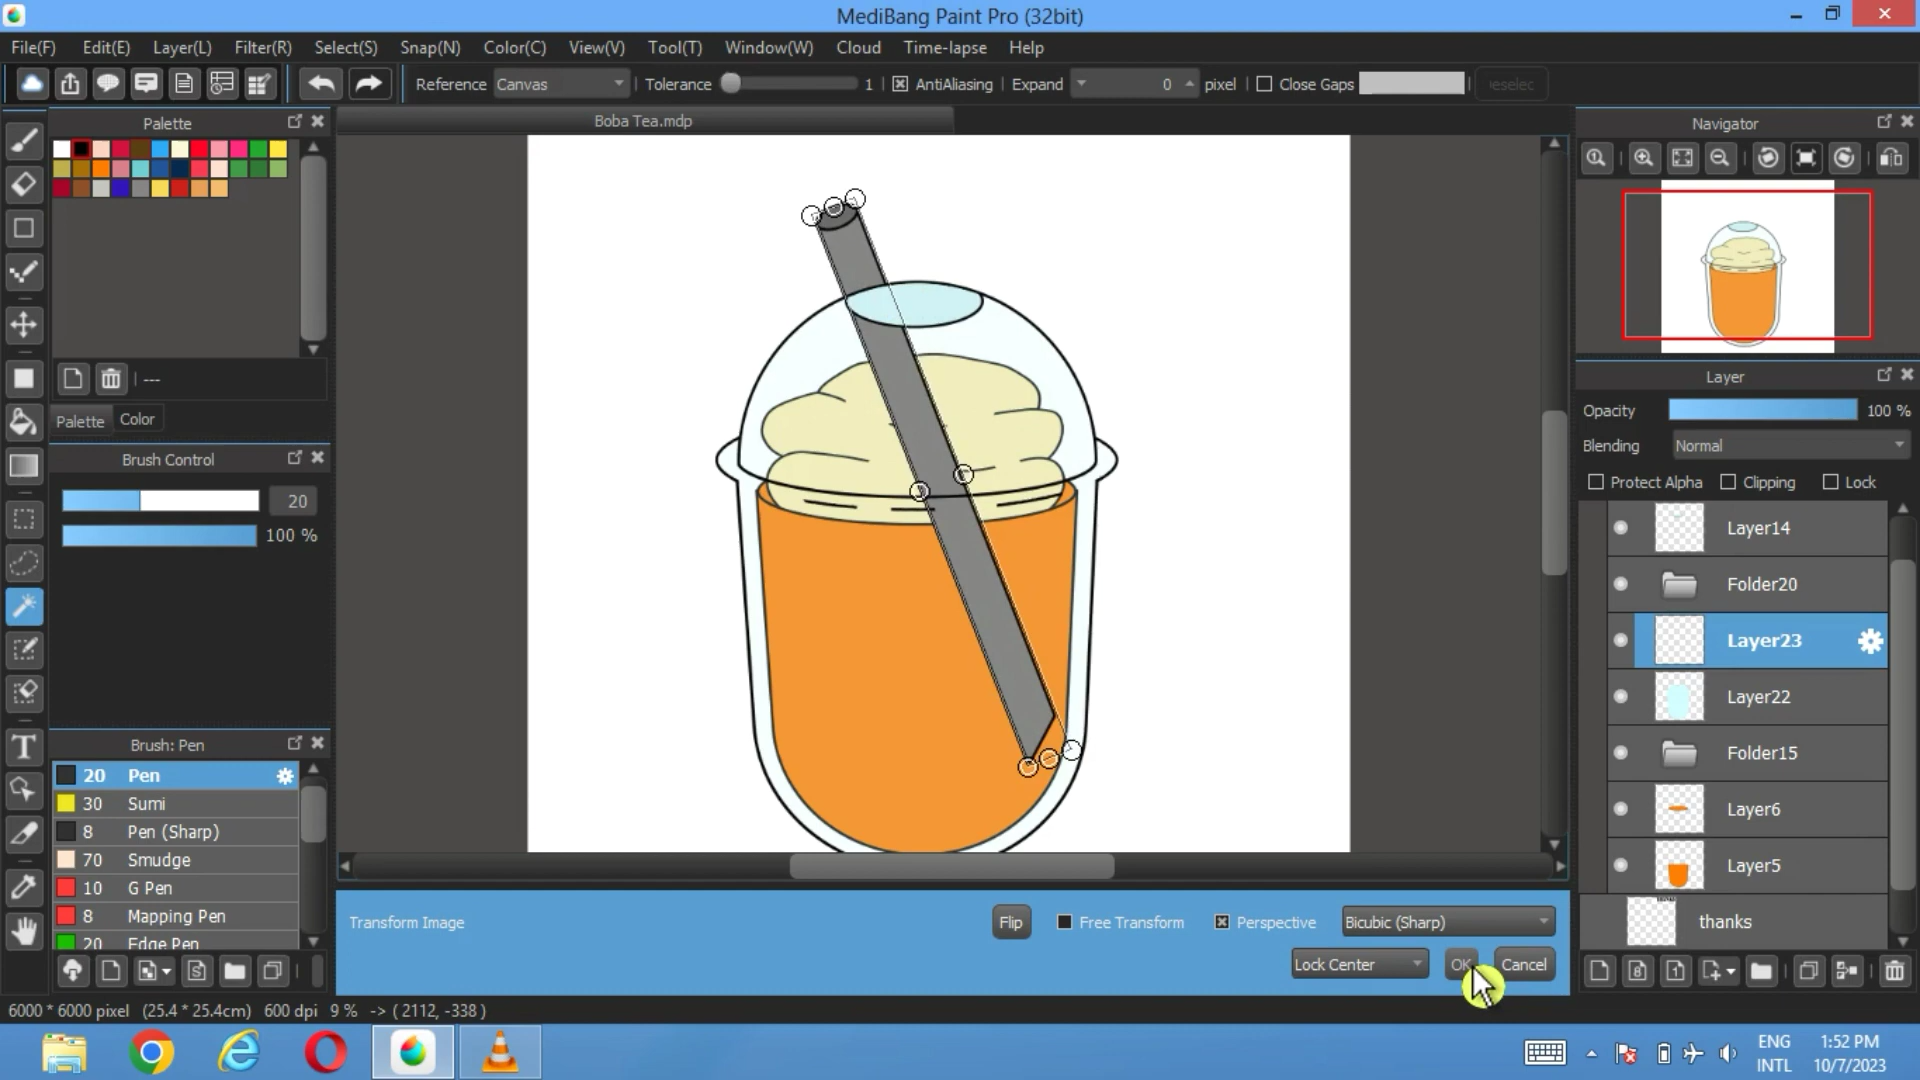 MediBang Paint Pro (32bit)
File(F) Edit(E) Layer(L) Filter(R) Select(S) Snap(N) Color(C) View(V) Tool(T) Window(W) Cloud Time-lapse Help
Reference Canvas Tolerance 1 AntiAliasing Expand 0 pixel Close Gaps eselec
Palette
Boba Tea.mdp
Navigator
---
Palette Color
Brush Control
20
100 %
Brush: Pen
20 Pen
30 Sumi
8 Pen (Sharp)
70 Smudge
10 G Pen
8 Mapping Pen
20 Edge Pen
Layer
Opacity 100 %
Blending Normal
Protect Alpha Clipping Lock
Layer14
Folder20
Layer23
Layer22
Folder15
Layer6
Layer5
thanks
Transform Image Flip Free Transform Perspective Bicubic (Sharp)
Lock Center OK Cancel
6000 * 6000 pixel (25.4 * 25.4cm) 600 dpi 9 % -> ( 2112, -338 )
ENG 1:52 PM
INTL 10/7/2023